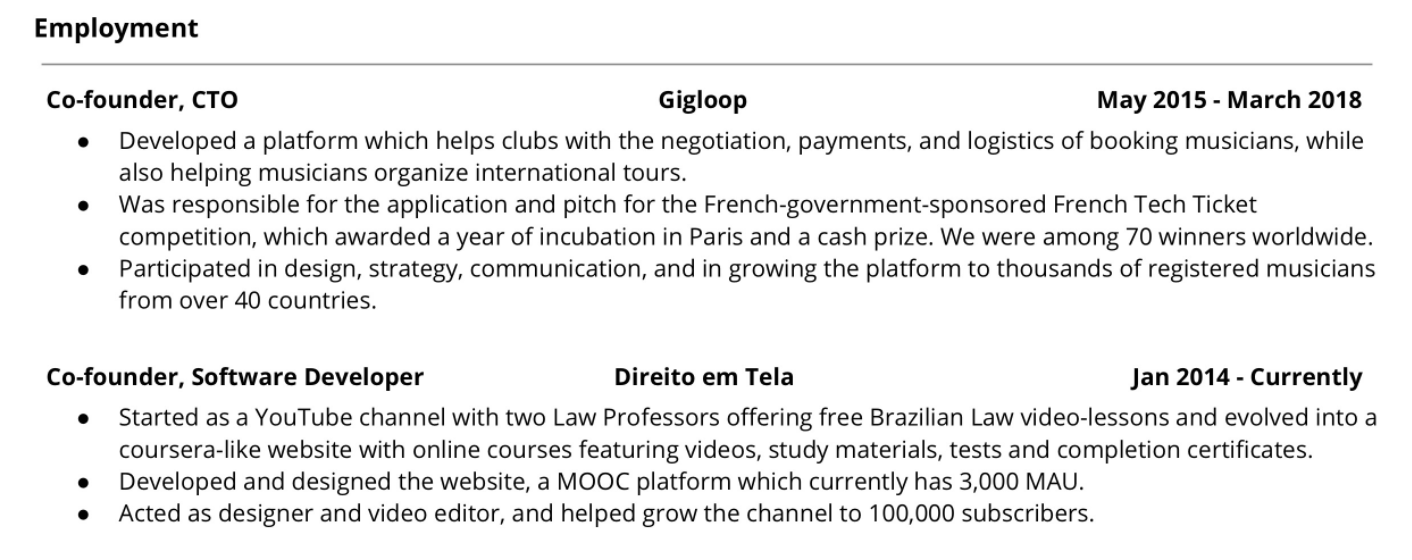 Employment
Co-founder, CTO Gigloop May 2015 - March 2018
● Developed a platform which helps clubs with the negotiation, payments, and logistics of booking musicians, while
also helping musicians organize international tours.
● Was responsible for the application and pitch for the French-government-sponsored French Tech Ticket
competition, which awarded a year of incubation in Paris and a cash prize. We were among 70 winners worldwide.
● Participated in design, strategy, communication, and in growing the platform to thousands of registered musicians
from over 40 countries.
Co-founder, Software Developer Direito em Tela Jan 2014 - Currently
● Started as a YouTube channel with two Law Professors offering free Brazilian Law video-lessons and evolved into a
coursera-like website with online courses featuring videos, study materials, tests and completion certificates.
● Developed and designed the website, a MOOC platform which currently has 3,000 MAU.
● Acted as designer and video editor, and helped grow the channel to 100,000 subscribers.